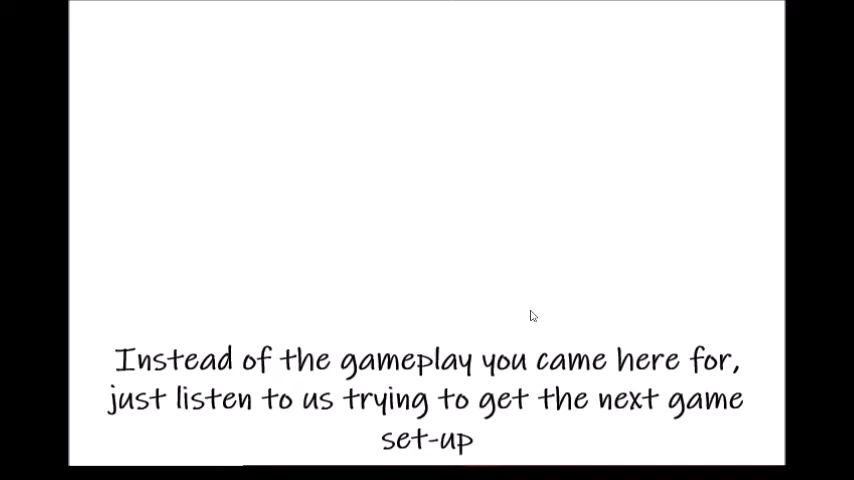 Instead of the gameplay you came here for,
just listen to us trying to get the next game
set-up